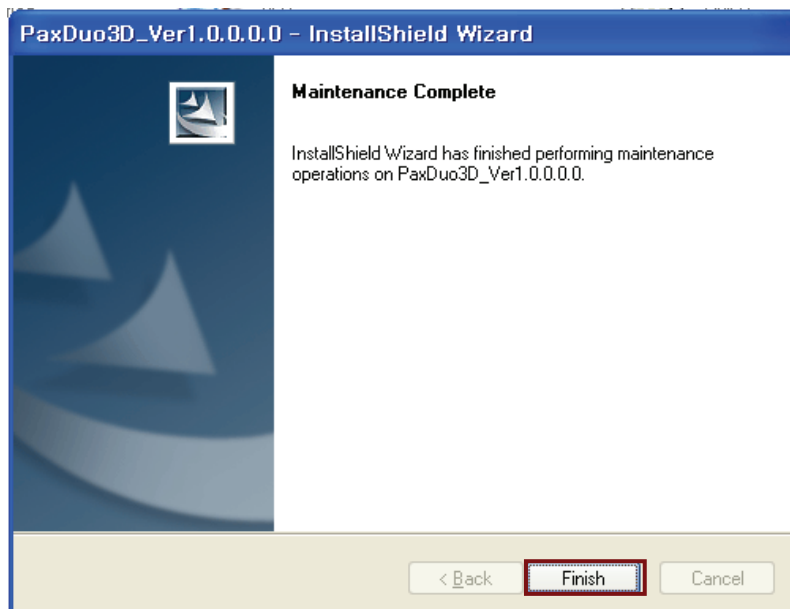 PaxDuo3D_Ver1.0.0.0.0 - InstallShield Wizard
Maintenance Complete
InstallShield Wizard has finished performing maintenance
operations on PaxDuo3D_Ver1.0.0.0.0.
< Back Finish Cancel